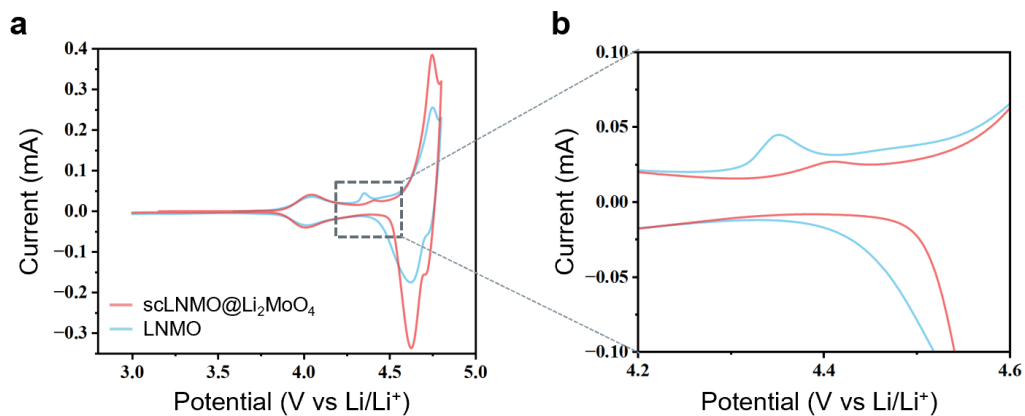 a
0.4
0.3
0.2
0.1
0.0
−0.1
−0.2
−0.3
Current (mA)
scLNMO@Li₂MoO₄
LNMO
3.0
3.5
4.0
4.5
5.0
Potential (V vs Li/Li⁺)
b
0.10
0.05
0.00
−0.05
−0.10
Current (mA)
4.2
4.4
4.6
Potential (V vs Li/Li⁺)